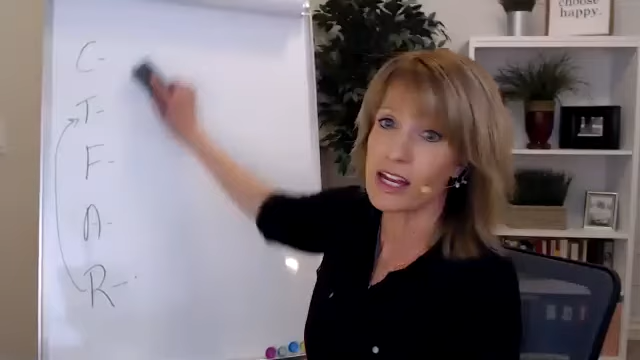 choose
happy.
C-
T-
F-
A-
R-